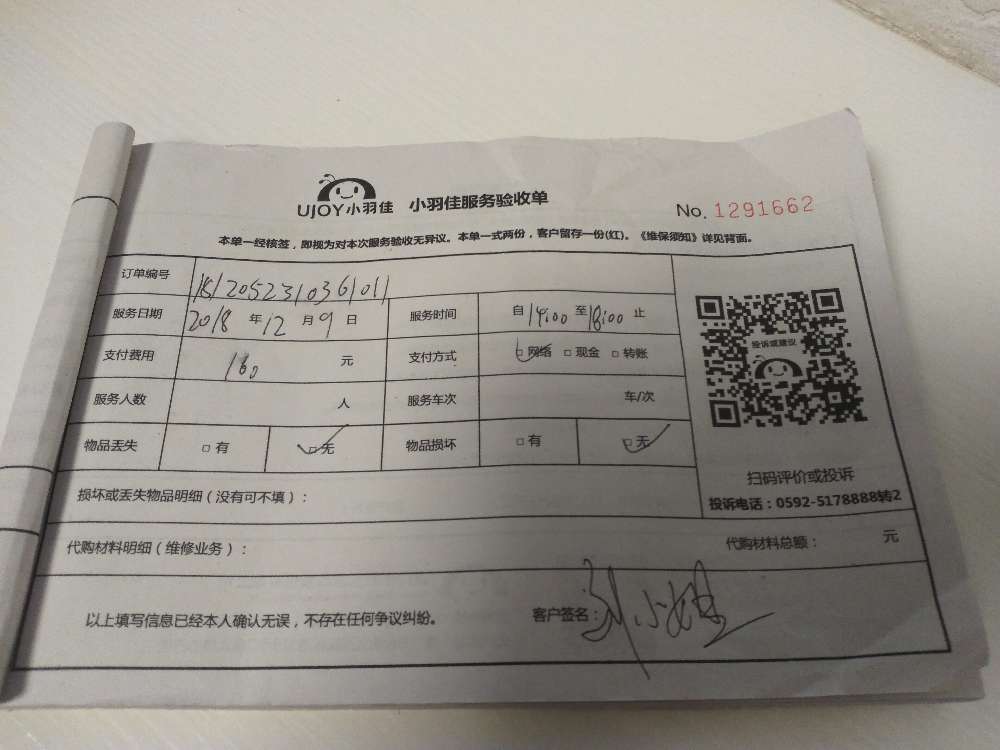 UJOY小羽佳 小羽佳服务验收单
No. 1291662
本单一经核签，即视为对本次服务验收无异议。本单一式两份，客户留存一份(红)。《维保须知》详见背面。
订单编号 1812052310361011
服务日期 2018 年 12 月 9 日 服务时间 自 14:00 至 18:00 止
投诉或建议
支付费用 160 元 支付方式 □ 网络 □ 现金 □ 转账
服务人数 人 服务车次 车/次
物品丢失 □ 有 □ 无 物品损坏 □ 有 □ 无
扫码评价或投诉
投诉电话：0592-5178888转2
损坏或丢失物品明细（没有可不填）：
代购材料明细（维修业务）： 代购材料总额： 元
以上填写信息已经本人确认无误，不存在任何争议纠纷。 客户签名：